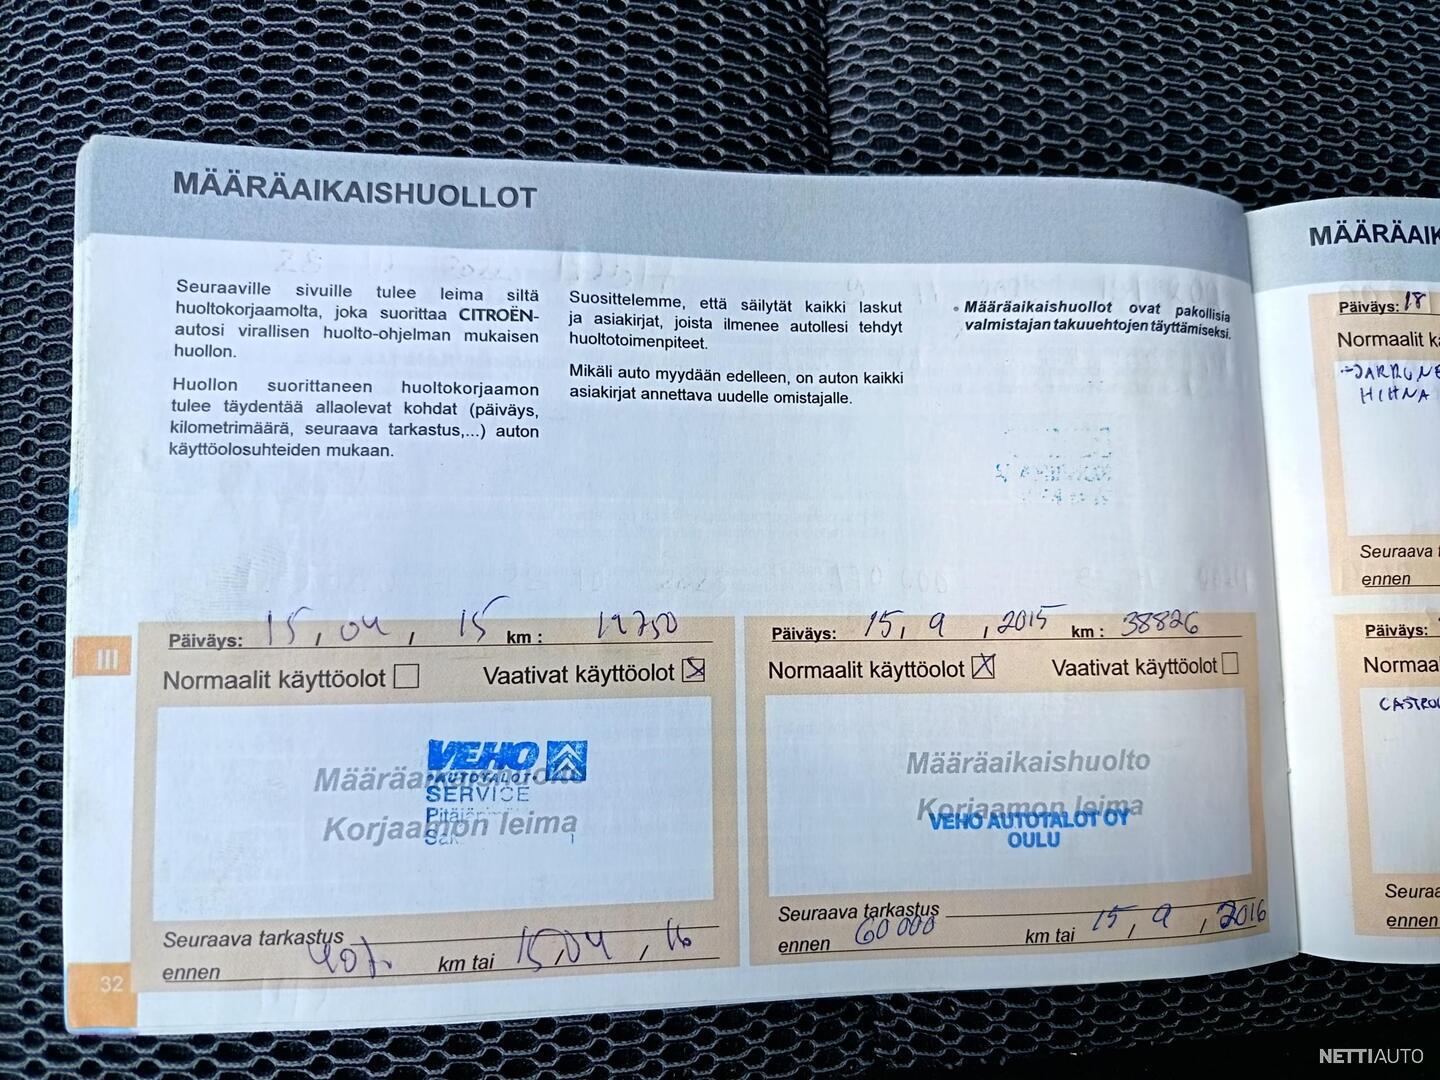 MÄÄRÄAIKAISHUOLLOT
Seuraaville sivuille tulee leima siltä
huoltokorjaamolta, joka suorittaa CITROËN-
autosi virallisen huolto-ohjelman mukaisen
huollon.
Huollon suorittaneen huoltokorjaamon
tulee täydentää allaolevat kohdat (päiväys,
kilometrimäärä, seuraava tarkastus,...) auton
käyttöolosuhteiden mukaan.
Suosittelemme, että säilytät kaikki laskut
ja asiakirjat, joista ilmenee autollesi tehdyt
huoltotoimenpiteet.
Mikäli auto myydään edelleen, on auton kaikki
asiakirjat annettava uudelle omistajalle.
Määräaikaishuollot ovat pakollisia
valmistajan takuuehtojen täyttämiseksi.
III
Päiväys: 15, 04, 15 km : 19750
Normaalit käyttöolot Vaativat käyttöolot
Määräaikaishuolto
VEHO
AUTOTALOT
SERVICE
Korjaamon leima
Seuraava tarkastus
ennen km tai 15,04, 16
32
Päiväys: 15, 9, 2015 km : 38826
Normaalit käyttöolot Vaativat käyttöolot
Määräaikaishuolto
Korjaamon leima
VEHO AUTOTALOT OY
OULU
Seuraava tarkastus
ennen 60 000 km tai 15, 9, 2016
MÄÄRÄAIK
Päiväys: 18
Normaalit k
HIHNA
Seuraava
ennen
Päiväys:
Normaa
CASTRO
Seura
ennen
NETTIAUTO